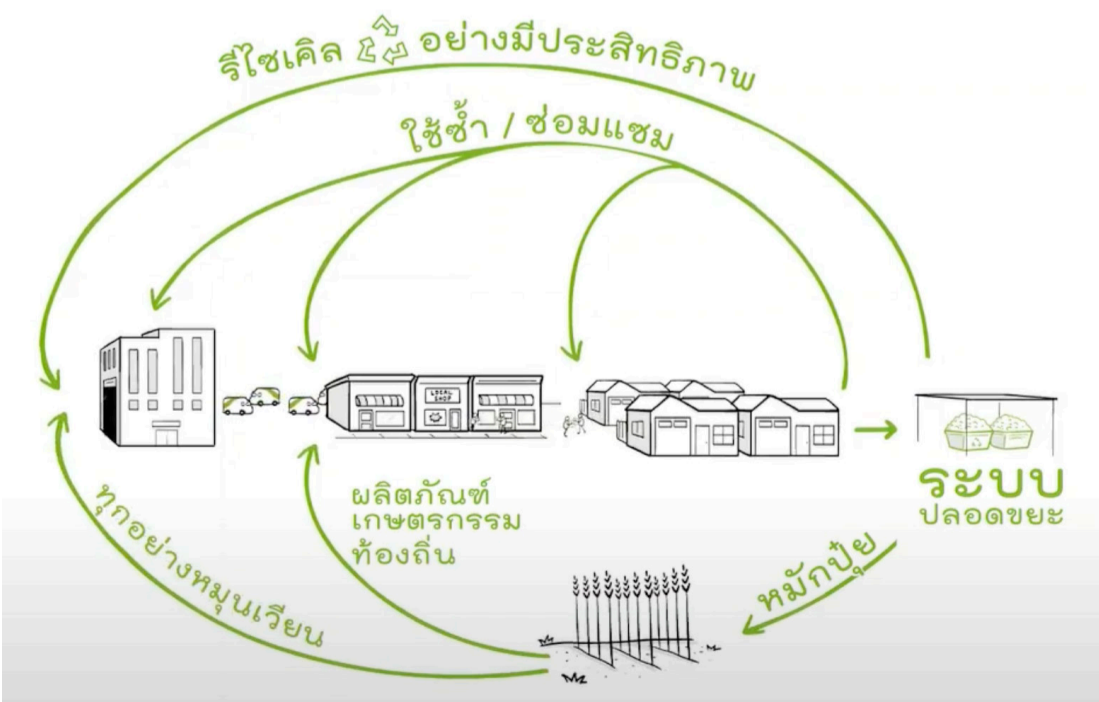 รีไซเคิล อย่างมีประสิทธิภาพ
ใช้ซ้ำ / ซ่อมแซม
LOCAL
SHOP
ระบบ
ปลอดขยะ
ผลิตภัณฑ์
เกษตรกรรม
ท้องถิ่น
หมักปุ๋ย
ทุกอย่างหมุนเวียน